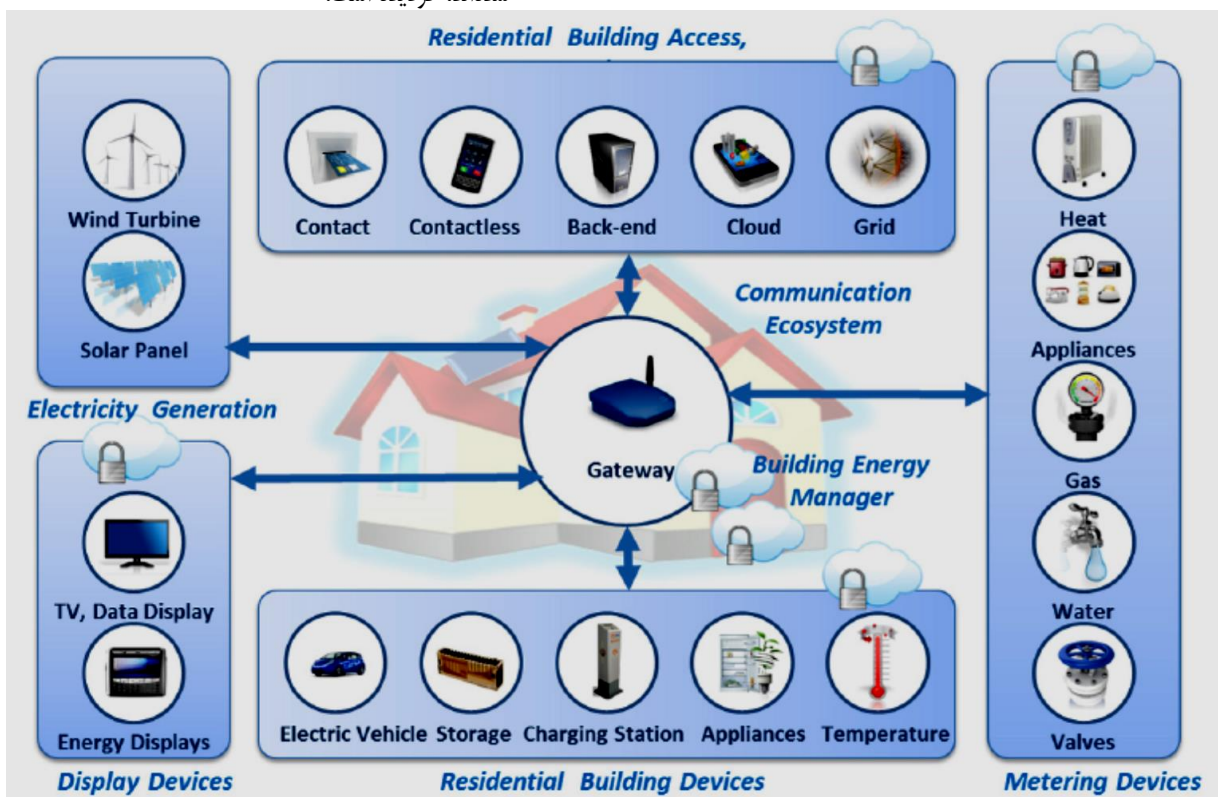 Residential Building Access,
Wind Turbine
Solar Panel
Electricity Generation
Contact
Contactless
Back-end
Cloud
Grid
Communication
Ecosystem
Gateway
Building Energy
Manager
TV, Data Display
Energy Displays
Display Devices
Electric Vehicle
Storage
Charging Station
Appliances
Temperature
Residential Building Devices
Heat
Appliances
Gas
Water
Valves
Metering Devices